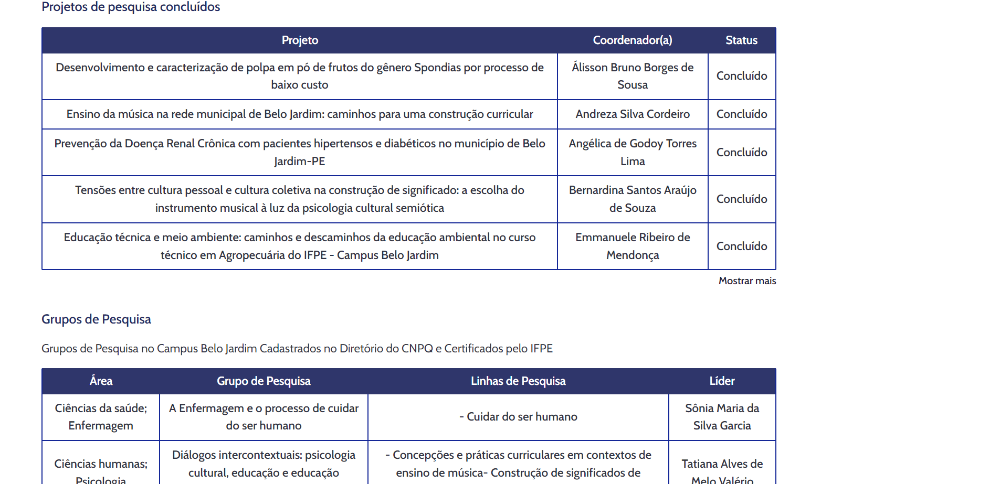 Projetos de pesquisa concluídos
Projeto Coordenador(a) Status
Desenvolvimento e caracterização de polpa em pó de frutos do gênero Spondias por processo de
baixo custo
Álisson Bruno Borges de
Sousa
Concluído
Ensino da música na rede municipal de Belo Jardim: caminhos para uma construção curricular
Andreza Silva Cordeiro
Concluído
Prevenção da Doença Renal Crônica com pacientes hipertensos e diabéticos no município de Belo
Jardim-PE
Angélica de Godoy Torres
Lima
Concluído
Tensões entre cultura pessoal e cultura coletiva na construção de significado: a escolha do
instrumento musical à luz da psicologia cultural semiótica
Bernardina Santos Araújo
de Souza
Concluído
Educação técnica e meio ambiente: caminhos e descaminhos da educação ambiental no curso
técnico em Agropecuária do IFPE - Campus Belo Jardim
Emmanuele Ribeiro de
Mendonça
Concluído
Mostrar mais
Grupos de Pesquisa
Grupos de Pesquisa no Campus Belo Jardim Cadastrados no Diretório do CNPQ e Certificados pelo IFPE
Área Grupo de Pesquisa Linhas de Pesquisa Líder
Ciências da saúde;
Enfermagem
A Enfermagem e o processo de cuidar
do ser humano
- Cuidar do ser humano
Sônia Maria da
Silva Garcia
Ciências humanas;
Psicologia
Diálogos intercontextuais: psicologia
cultural, educação e educação
- Concepções e práticas curriculares em contextos de
ensino de música- Construção de significados de
Tatiana Alves de
Melo Valério